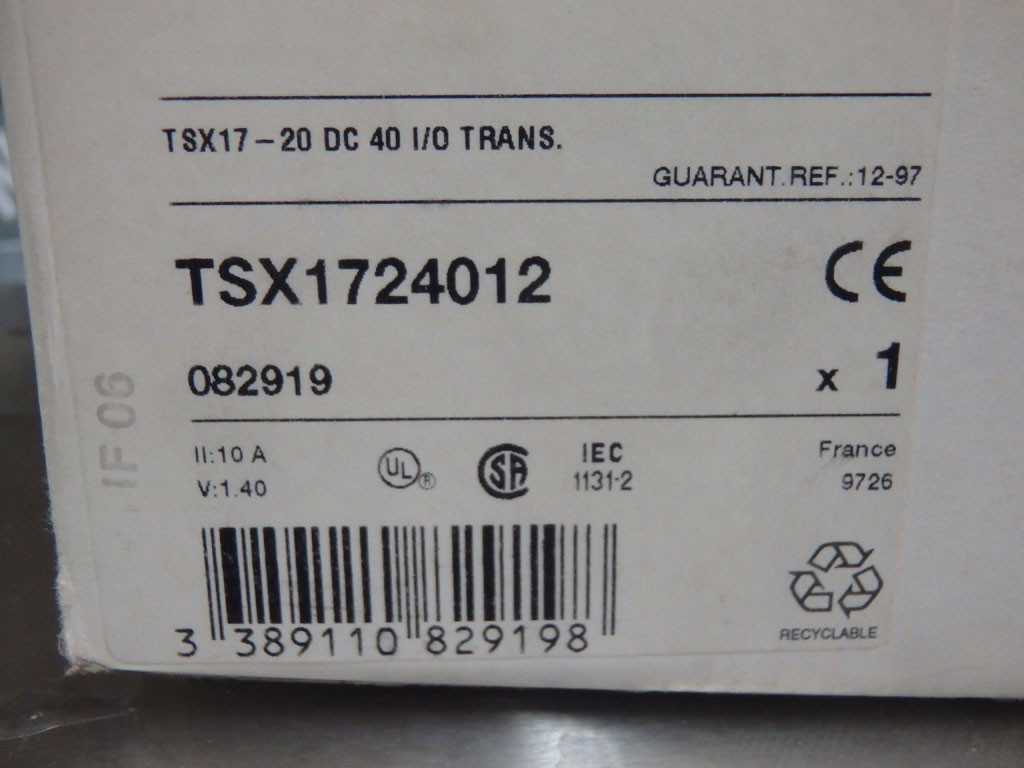 TSX17-20 DC 40 I/O TRANS.
GUARANT. REF.:12-97
TSX1724012
CE
082919
x 1
IF 06
II:10 A
V:1.40
UL®
SA
IEC
1131-2
France
9726
3 389110 829198
RECYCLABLE